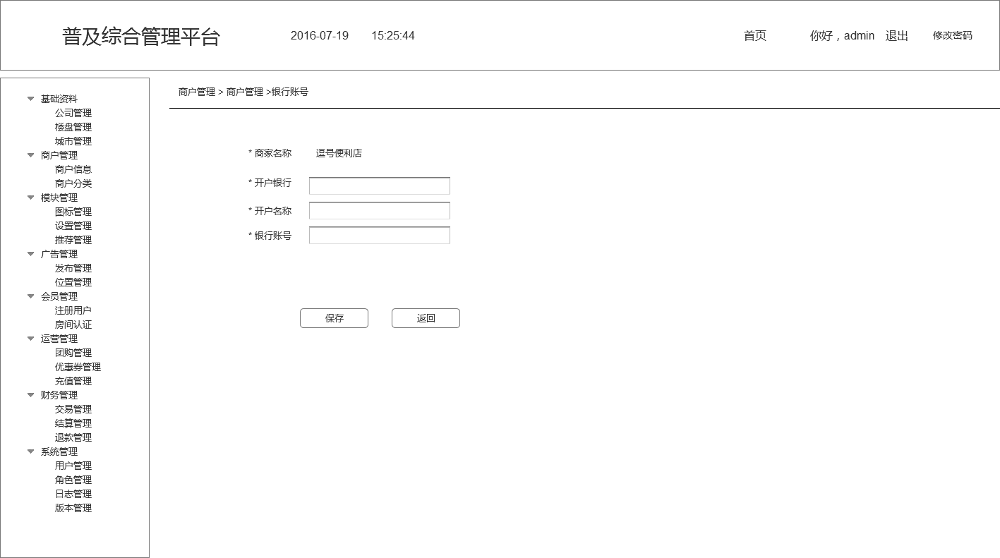 普及综合管理平台 2016-07-19 15:25:44 首页 你好，admin 退出 修改密码
基础资料
公司管理
楼盘管理
城市管理
商户管理
商户信息
商户分类
模块管理
图标管理
设置管理
推荐管理
广告管理
发布管理
位置管理
会员管理
注册用户
房间认证
运营管理
团购管理
优惠券管理
充值管理
财务管理
交易管理
结算管理
退款管理
系统管理
用户管理
角色管理
日志管理
版本管理
商户管理 > 商户管理 >银行账号
* 商家名称 逗号便利店
* 开户银行
* 开户名称
* 银行账号
保存 返回